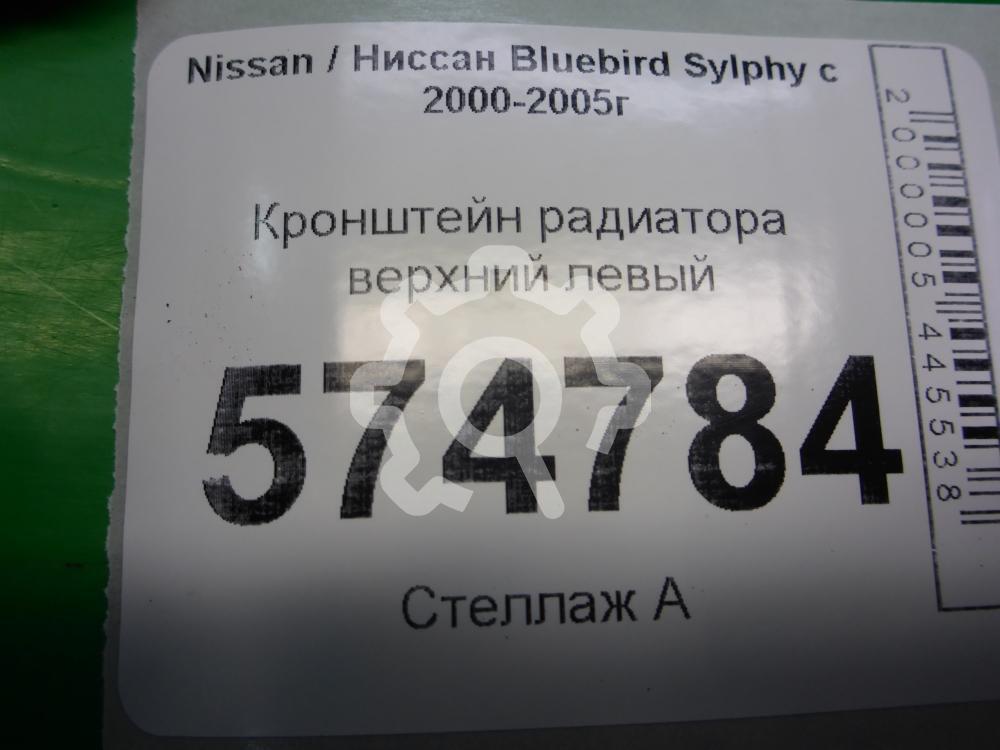 Nissan / Ниссан Bluebird Sylphy с
2000-2005г
Кронштейн радиатора
верхний левый
574784
Стеллаж А
2000005445538